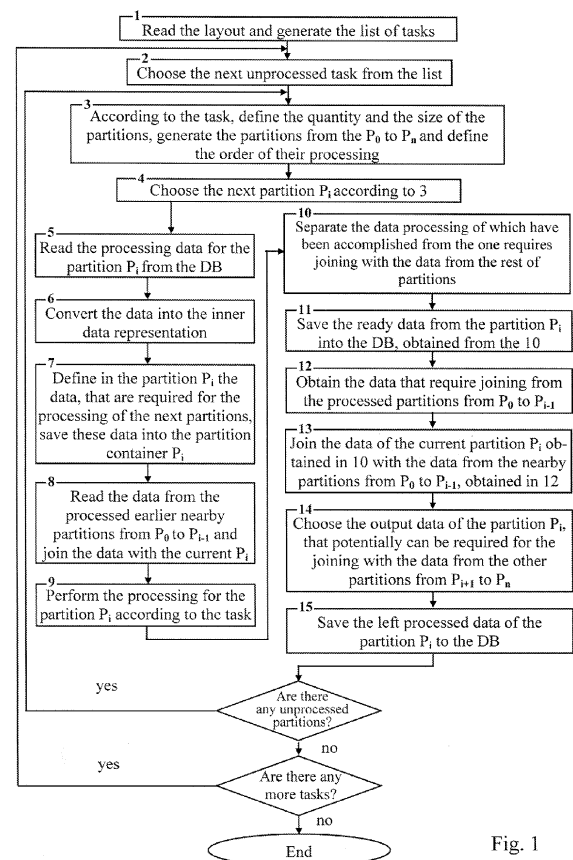 1
Read the layout and generate the list of tasks
2
Choose the next unprocessed task from the list
3
According to the task, define the quantity and the size of the
partitions, generate the partitions from the P0 to Pn and define
the order of their processing
4
Choose the next partition Pi according to 3
5
Read the processing data for the
partition Pi from the DB
6
Convert the data into the inner
data representation
7
Define in the partition Pi the
data, that are required for the
processing of the next partitions,
save these data into the partition
container Pi
8
Read the data from the
processed earlier nearby
partitions from P0 to Pi-1 and
join the data with the current Pi
9
Perform the processing for the
partition Pi according to the task
10
Separate the data processing of which have
been accomplished from the one requires
joining with the data from the rest of
partitions
11
Save the ready data from the partition Pi
into the DB, obtained from the 10
12
Obtain the data that require joining from
the processed partitions from P0 to Pi-1
13
Join the data of the current partition Pi ob-
tained in 10 with the data from the nearby
partitions from P0 to Pi-1, obtained in 12
14
Choose the output data of the partition Pi,
that potentially can be required for the
joining with the data from the other
partitions from Pi+1 to Pn
15
Save the left processed data of the
partition Pi to the DB
yes
Are there
any unprocessed
partitions?
no
yes
Are there any
more tasks?
no
End
Fig. 1